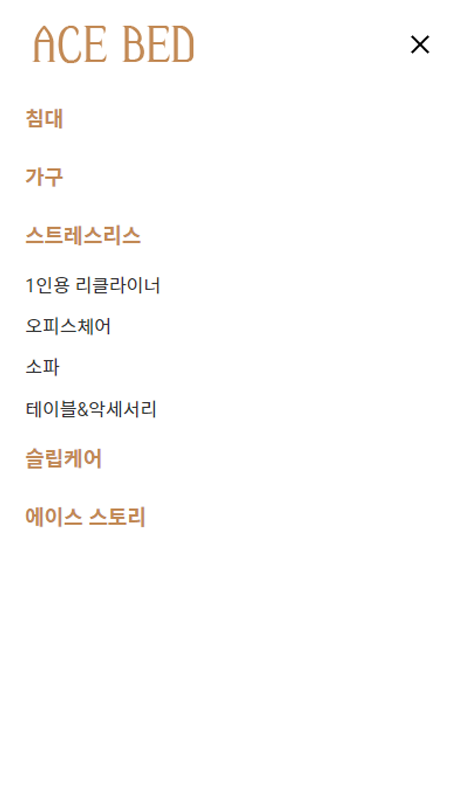 ACE BED
침대
가구
스트레스리스
1인용 리클라이너
오피스체어
소파
테이블&악세서리
슬립케어
에이스 스토리